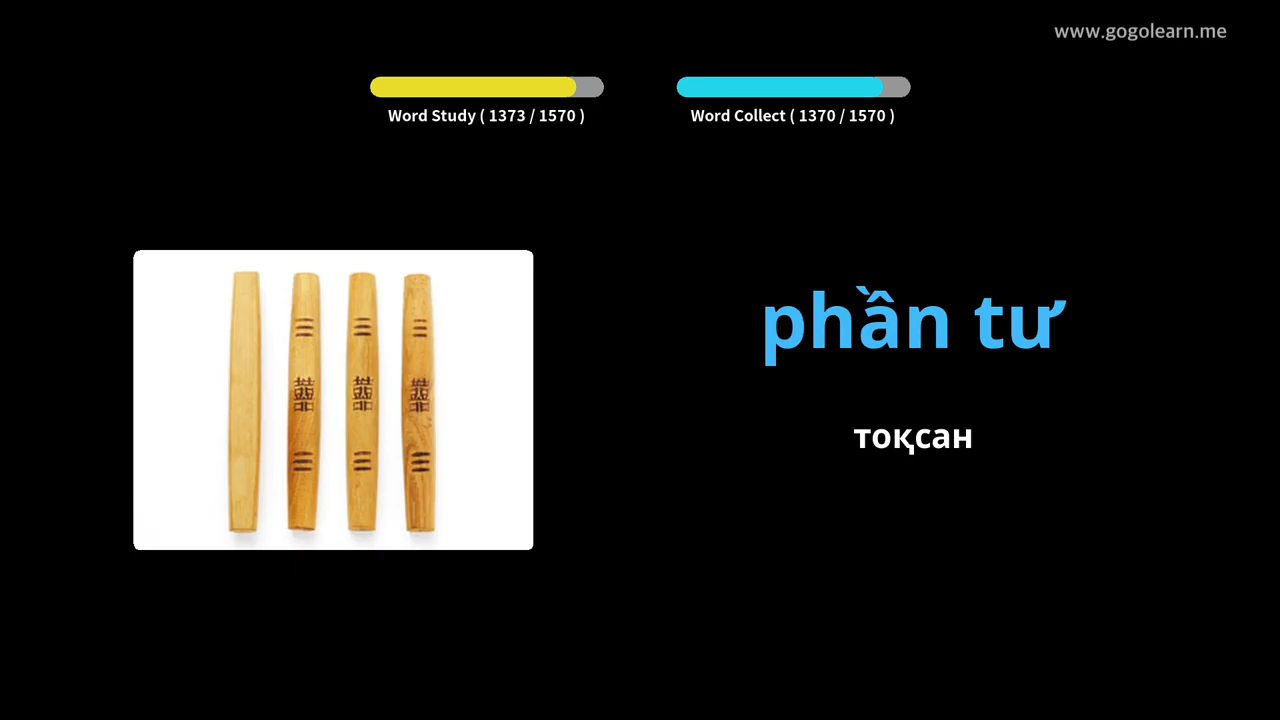 www.gogolearn.me
Word Study ( 1373 / 1570 )
Word Collect ( 1370 / 1570 )
phần tư
тоқсан